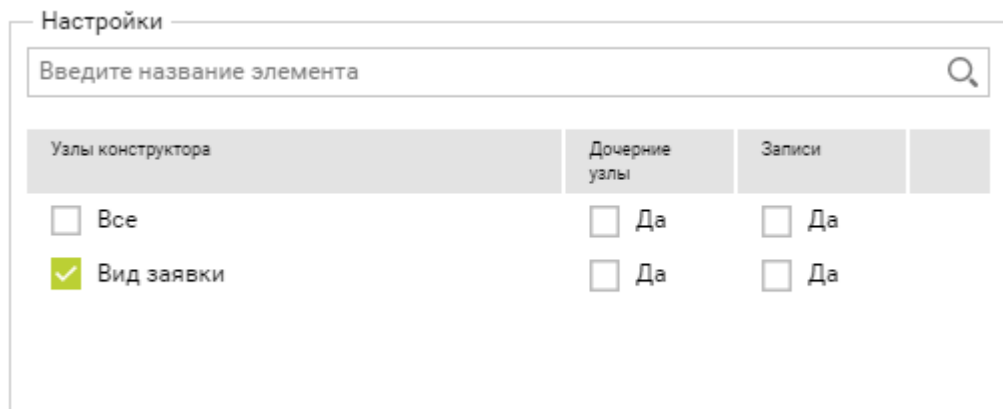 Настройки
Введите название элемента
Узлы конструктора Дочерние узлы Записи
Все Да Да
Вид заявки Да Да